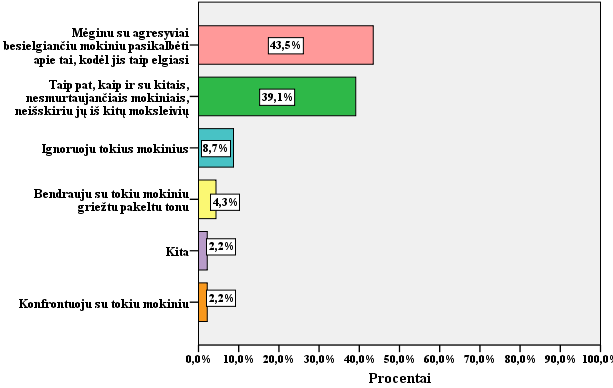 Mėginu su agresyviai
besielgiančiu mokiniu pasikalbėti
apie tai, kodėl jis taip elgiasi
43,5%
Taip pat, kaip ir su kitais,
nesmurtaujančiais mokiniais,
neišskiriu jų iš kitų moksleivių
39,1%
Ignoruoju tokius mokinius
8,7%
Bendrauju su tokiu mokiniu
griežtu pakeltu tonu
4,3%
Kita
2,2%
Konfrontuoju su tokiu mokiniu
2,2%
0,0% 10,0% 20,0% 30,0% 40,0% 50,0% 60,0% 70,0% 80,0% 90,0% 100,0%
Procentai